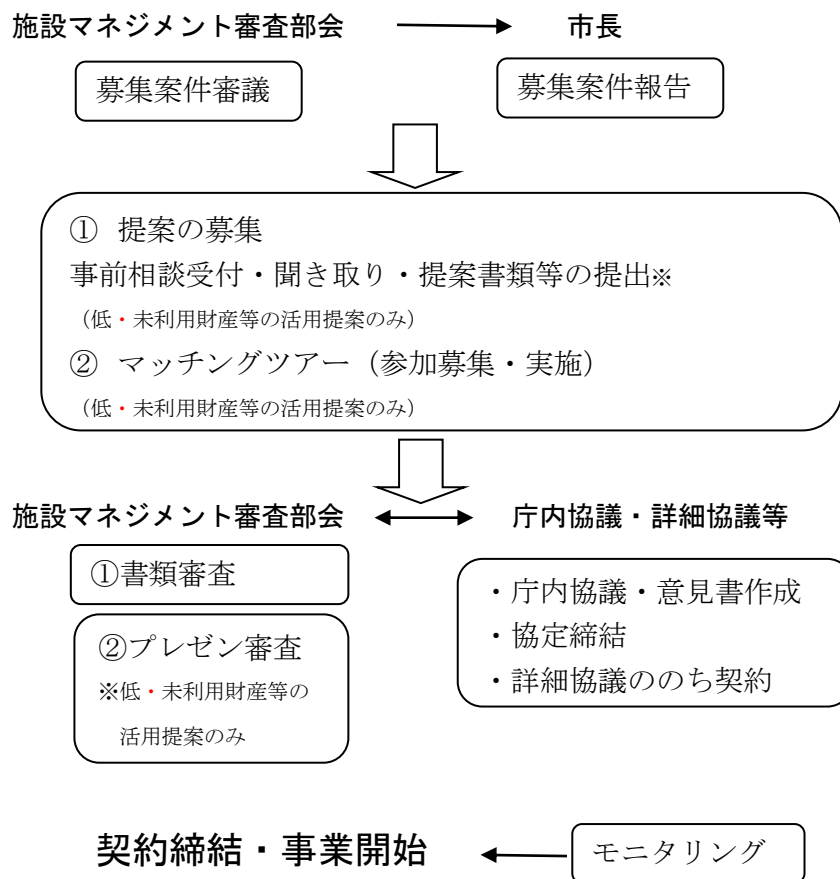 施設マネジメント審査部会
市長
募集案件審議
募集案件報告
① 提案の募集
事前相談受付・聞き取り・提案書類等の提出※
（低・未利用財産等の活用提案のみ）
② マッチングツアー（参加募集・実施）
（低・未利用財産等の活用提案のみ）
施設マネジメント審査部会
庁内協議・詳細協議等
①書類審査
②プレゼン審査
※低・未利用財産等の
活用提案のみ
・庁内協議・意見書作成
・協定締結
・詳細協議ののち契約
契約締結・事業開始
モニタリング